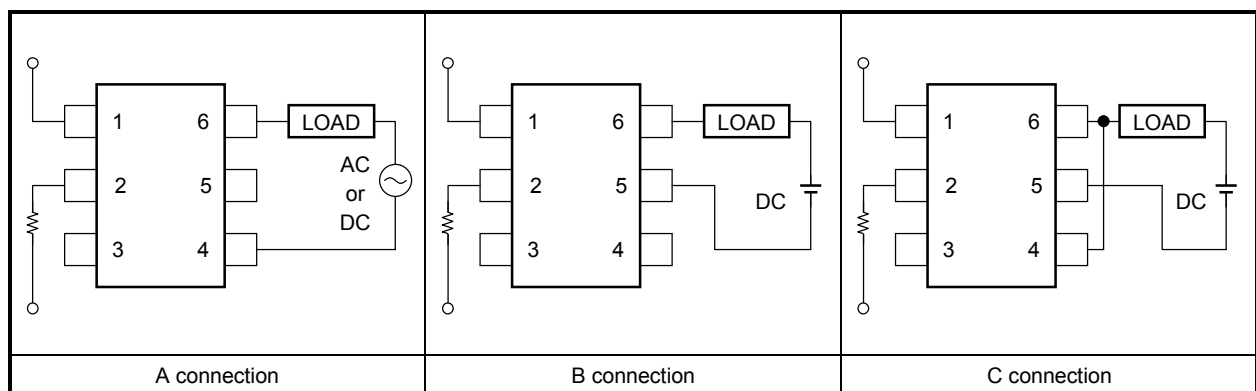 1 6 LOAD
2 5 AC or DC
3 4
A connection
1 6 LOAD
2 5 DC
3 4
B connection
1 6 LOAD
2 5 DC
3 4
C connection